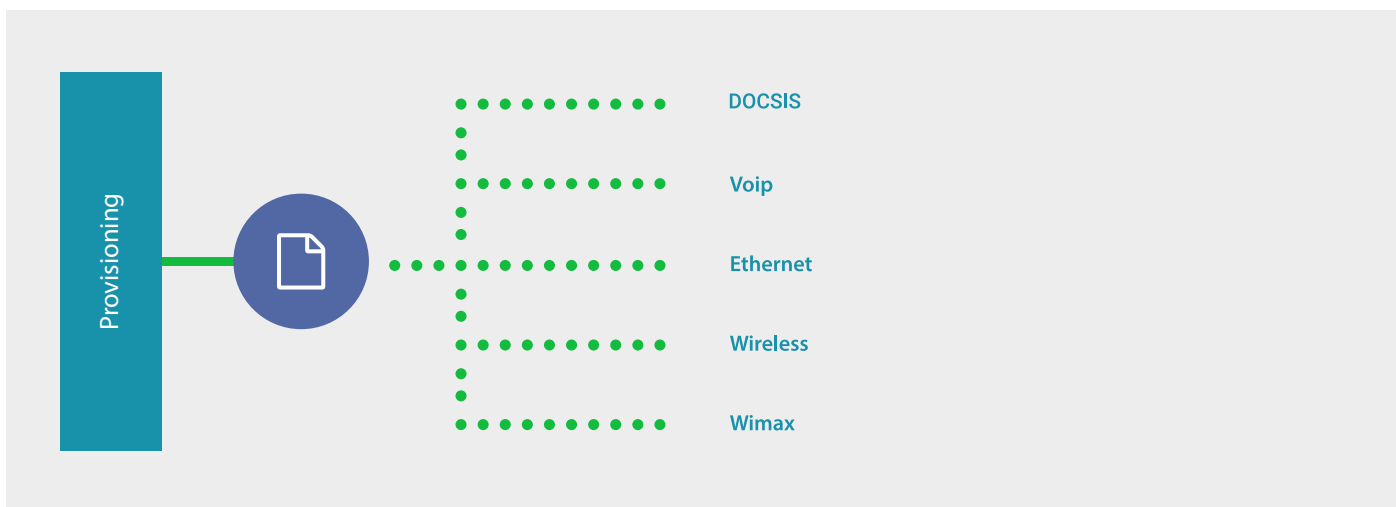 Provisioning
DOCSIS
Voip
Ethernet
Wireless
Wimax